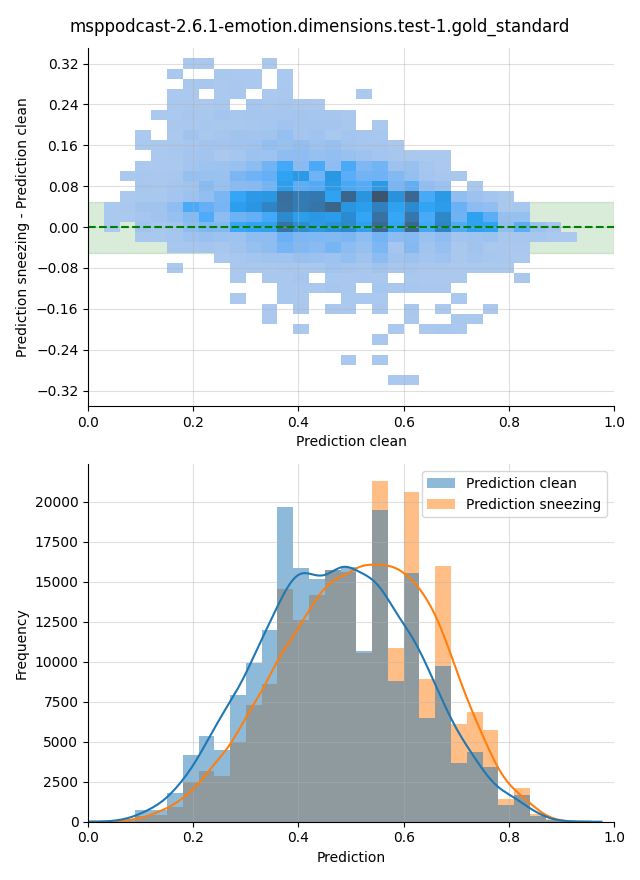 msppodcast-2.6.1-emotion.dimensions.test-1.gold_standard
Prediction sneezing - Prediction clean
0.32
0.24
0.16
0.08
0.00
−0.08
−0.16
−0.24
−0.32
0.0 0.2 0.4 0.6 0.8 1.0
Prediction clean
Prediction clean
Prediction sneezing
Frequency
20000
17500
15000
12500
10000
7500
5000
2500
0
0.0 0.2 0.4 0.6 0.8 1.0
Prediction